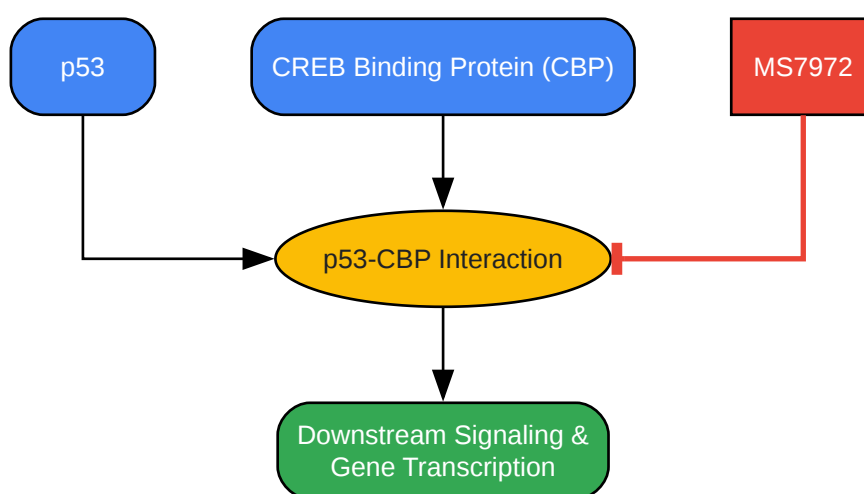 p53
CREB Binding Protein (CBP)
MS7972
p53-CBP Interaction
Downstream Signaling &
Gene Transcription